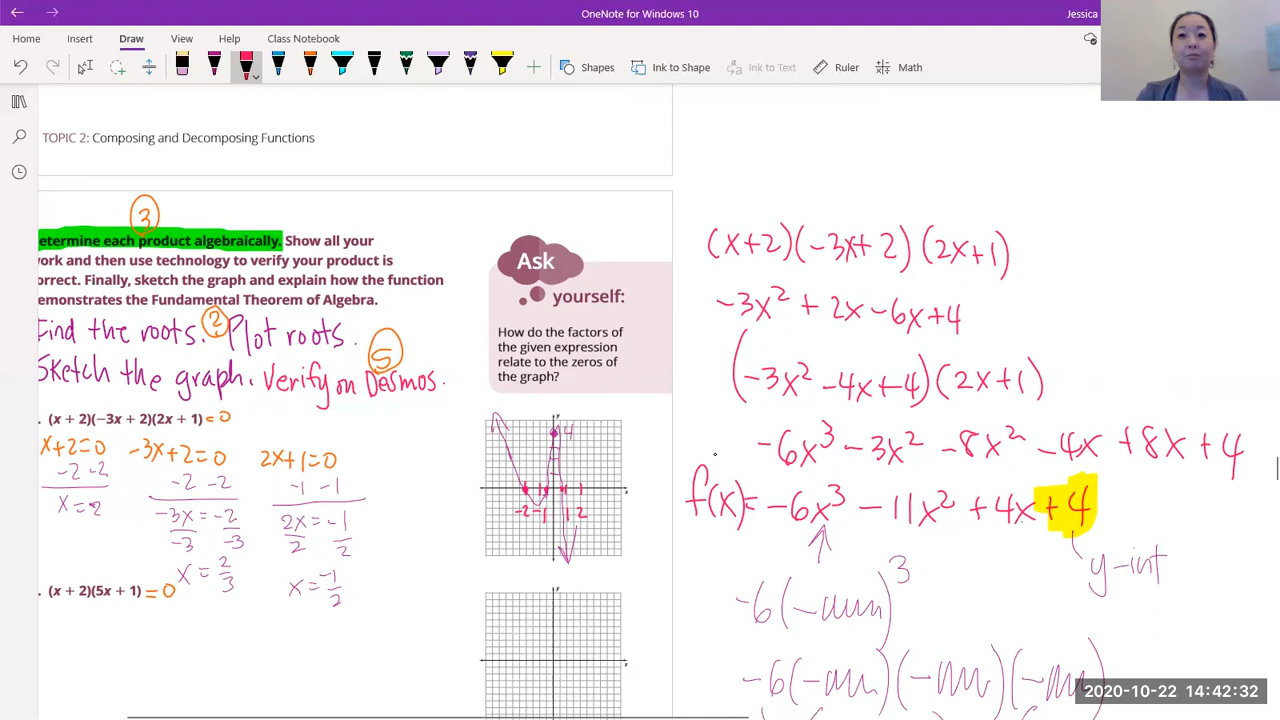 OneNote for Windows 10
Jessica
Home Insert Draw View Help Class Notebook
Shapes Ink to Shape Ink to Text Ruler Math
TOPIC 2: Composing and Decomposing Functions
3
etermine each product algebraically. Show all your
ork and then use technology to verify your product is
orrect. Finally, sketch the graph and explain how the function
emonstrates the Fundamental Theorem of Algebra.
Find the roots. 2 Plot roots.
Sketch the graph. 5 Verify on Desmos.
. (x + 2)(−3x + 2)(2x + 1) = 0
x+2=0 -3x+2=0 2x+1=0
-2 -2 -2 -2 -1 -1
x=-2 -3x=-2 2x=-1
-3 -3 2 2
x=2/3 x=-1/2
. (x + 2)(5x + 1) = 0
Ask
yourself:
How do the factors of
the given expression
relate to the zeros of
the graph?
y
4
-2 -1 1
1 2
x
y
x
(x+2)(-3x+2)(2x+1)
-3x² + 2x -6x+4
(-3x² -4x+4)(2x+1)
-6x³ -3x² -8x² -4x +8x +4
f(x)= -6x³ -11x² +4x +4
y-int
-6(- )³
-6(- )(- )(- )
2020-10-22 14:42:32